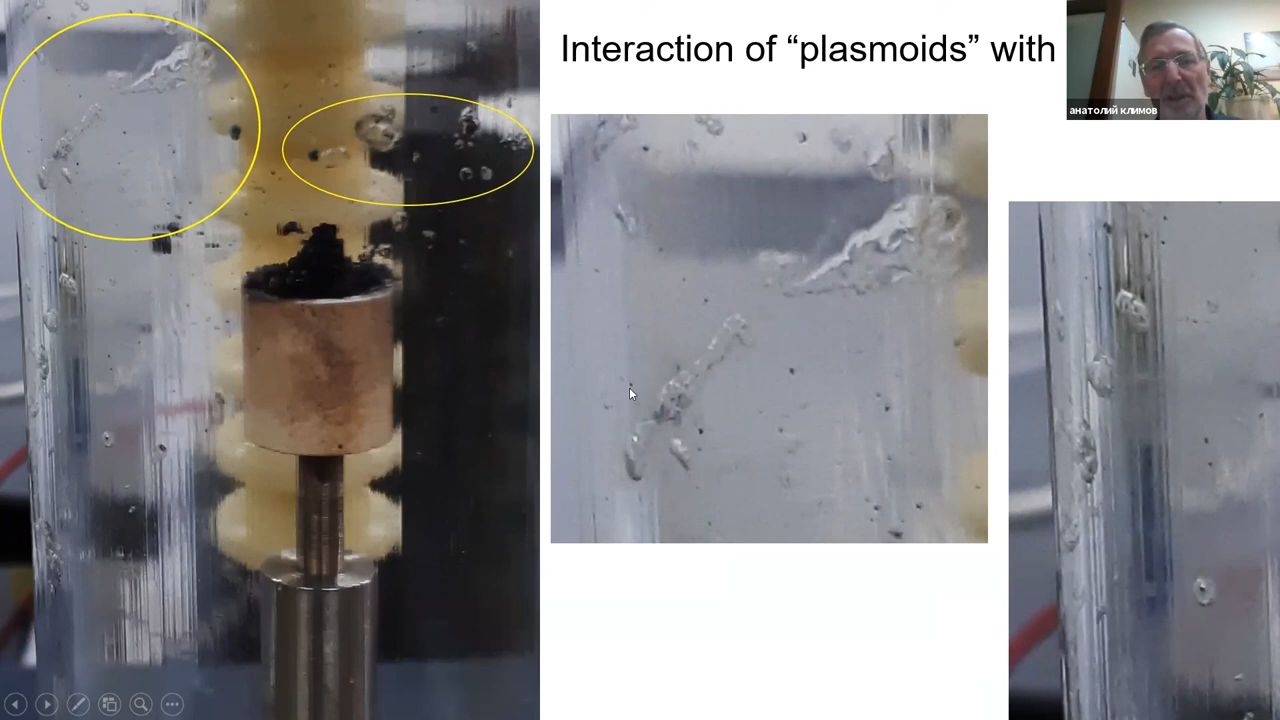 Interaction of “plasmoids” with
анатолий климов